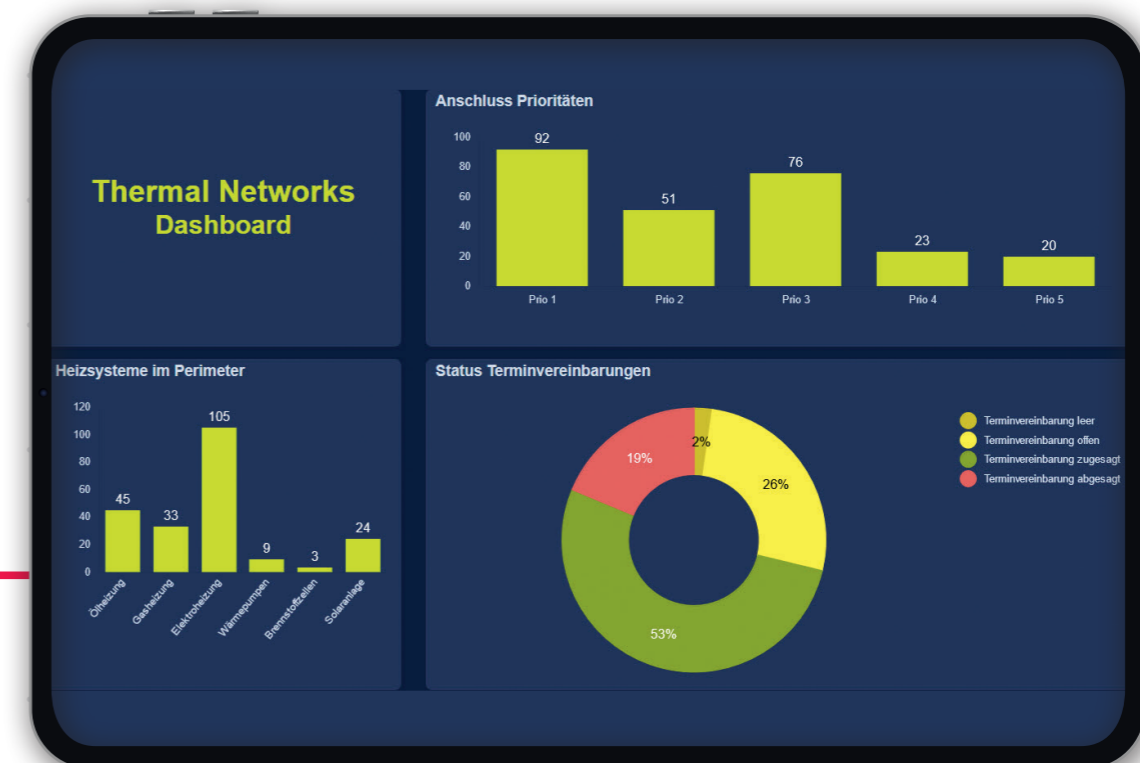 Thermal Networks
Dashboard
Anschluss Prioritäten
100
80
60
40
20
0
92
51
76
23
20
Prio 1
Prio 2
Prio 3
Prio 4
Prio 5
Heizsysteme im Perimeter
120
100
80
60
40
20
0
45
33
105
9
3
24
Ölheizung
Gasheizung
Elektroheizung
Wärmepumpen
Brennstoffzellen
Solaranlage
Status Terminvereinbarungen
2%
26%
53%
19%
Terminvereinbarung leer
Terminvereinbarung offen
Terminvereinbarung zugesagt
Terminvereinbarung abgesagt